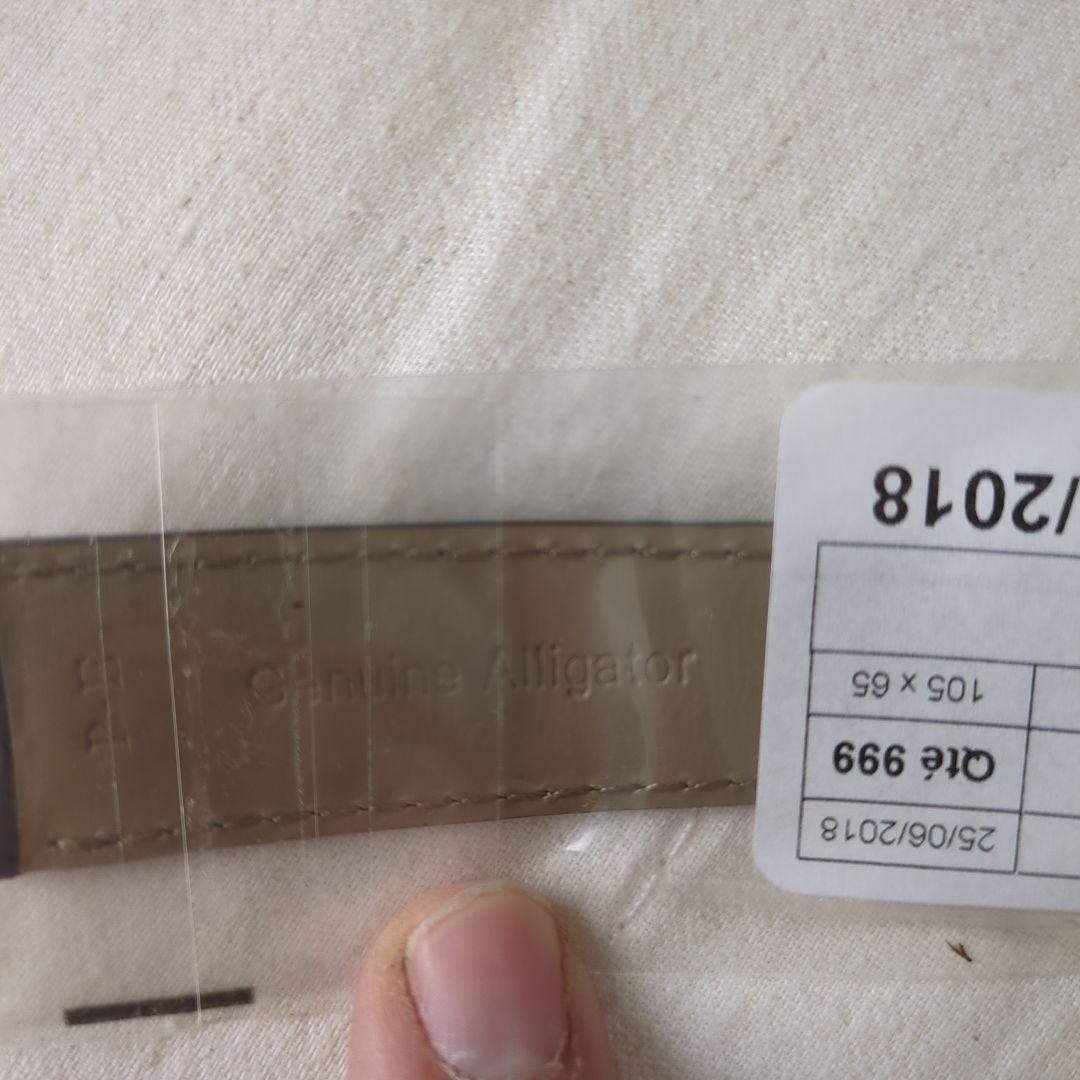 Genuine Alligator
/2018
105 x 65
Qté 999
25/06/2018